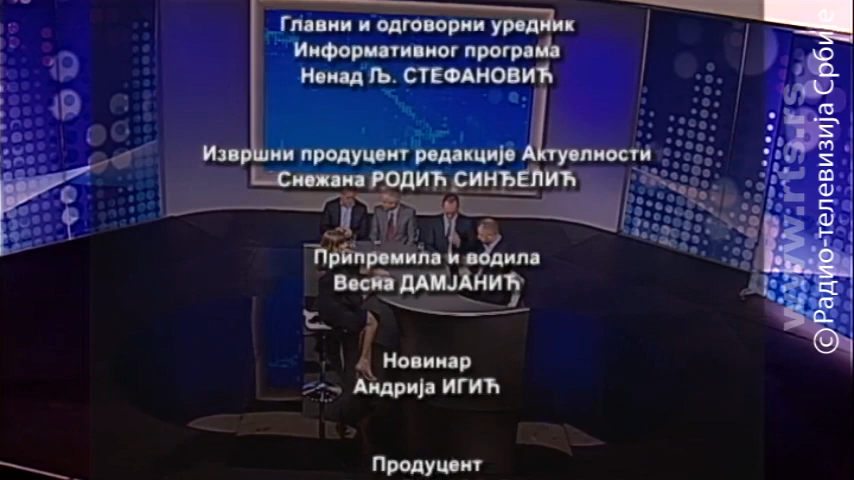 Главни и одговорни уредник
Информативног програма
Ненад Љ. СТЕФАНОВИЋ
Извршни продуцент редакције Актуелности
Снежана РОДИЋ СИНЂЕЛИЋ
Припремила и водила
Весна ДАМЈАНИЋ
Новинар
Андрија ИГИЋ
Продуцент
www.rts.rs
© Радио-телевизија Србије